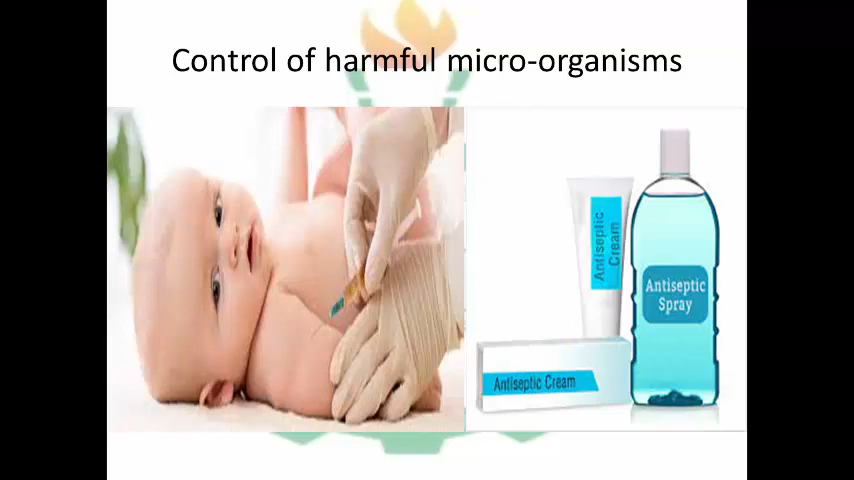 Control of harmful micro-organisms
Antiseptic
Cream
Antiseptic
Spray
Antiseptic Cream